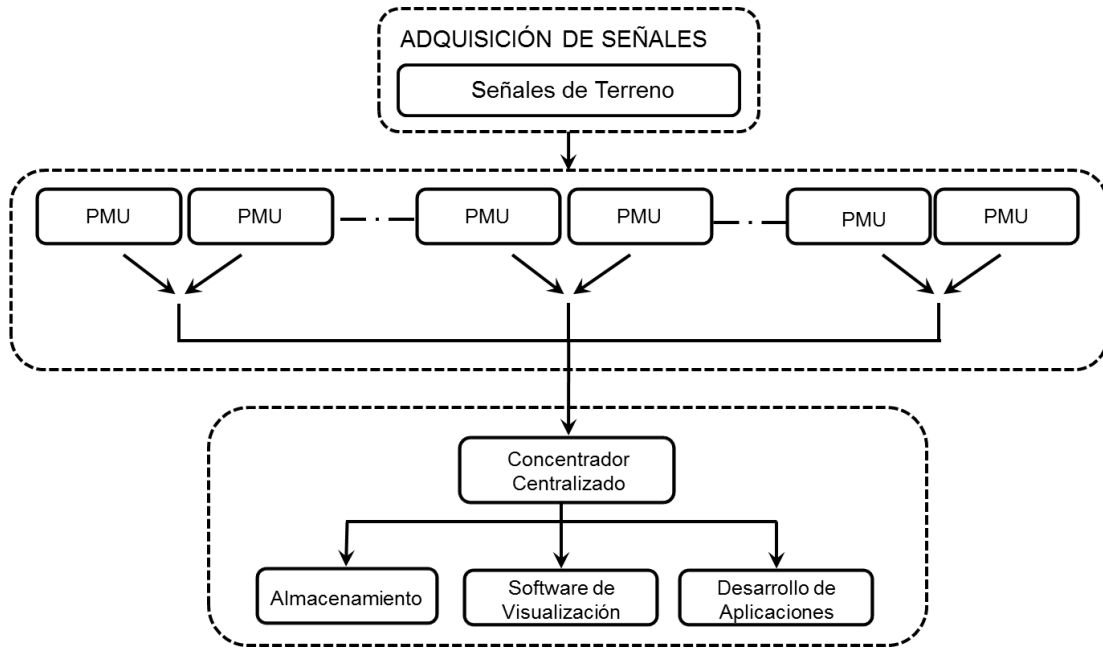 ADQUISICIÓN DE SEÑALES
Señales de Terreno
PMU
PMU
PMU
PMU
PMU
PMU
Concentrador
Centralizado
Almacenamiento
Software de
Visualización
Desarrollo de
Aplicaciones